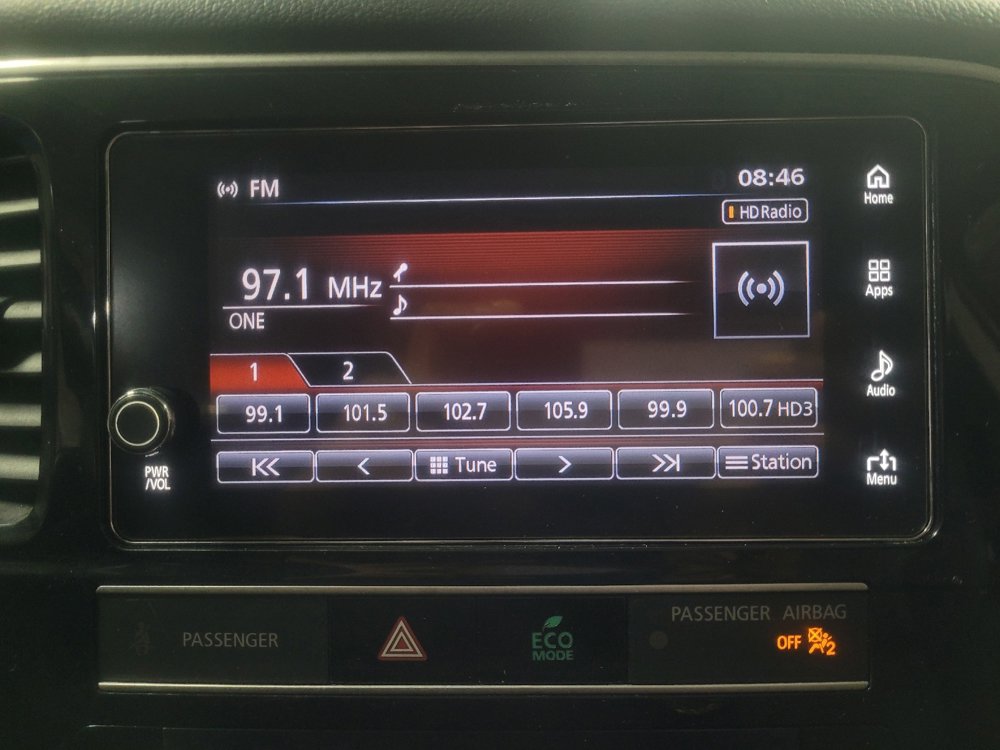 FM
08:46
HD Radio
97.1 MHz
ONE
1 2
99.1 101.5 102.7 105.9 99.9 100.7 HD3
Tune Station
PWR
/VOL
Home
Apps
Audio
Menu
PASSENGER
ECO
MODE
PASSENGER AIRBAG
OFF 2